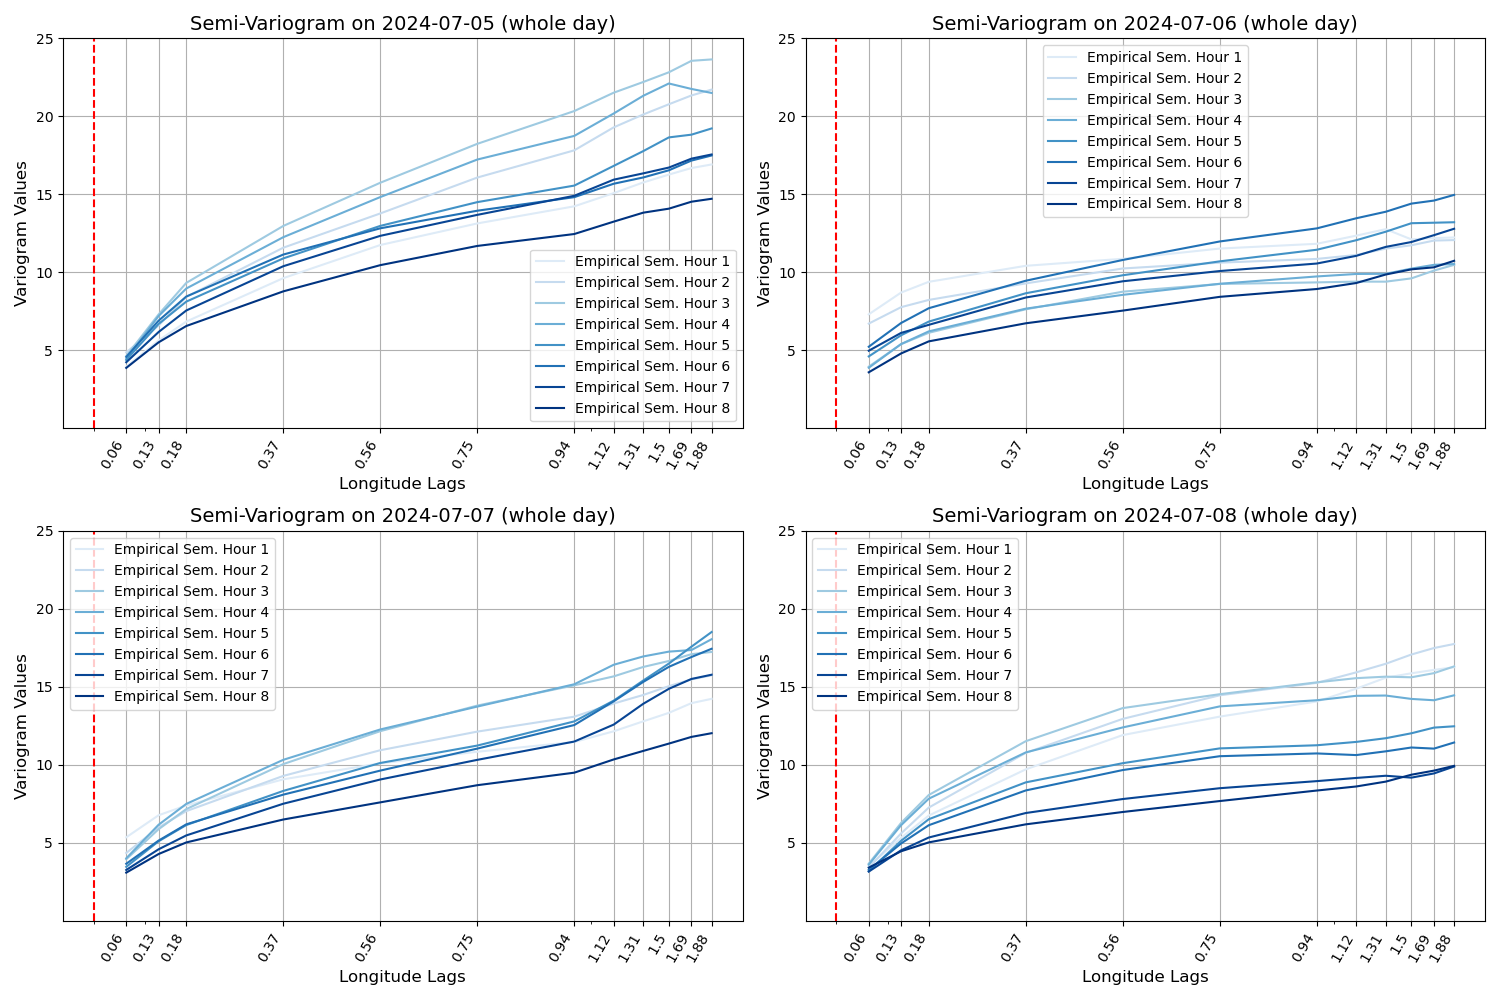 Semi-Variogram on 2024-07-05 (whole day)
Variogram Values
25
20
15
10
5
Empirical Sem. Hour 1
Empirical Sem. Hour 2
Empirical Sem. Hour 3
Empirical Sem. Hour 4
Empirical Sem. Hour 5
Empirical Sem. Hour 6
Empirical Sem. Hour 7
Empirical Sem. Hour 8
0.06 0.13 0.18 0.37 0.56 0.75 0.94 1.12 1.31 1.5 1.69 1.88
Longitude Lags
Semi-Variogram on 2024-07-06 (whole day)
Variogram Values
25
20
15
10
5
Empirical Sem. Hour 1
Empirical Sem. Hour 2
Empirical Sem. Hour 3
Empirical Sem. Hour 4
Empirical Sem. Hour 5
Empirical Sem. Hour 6
Empirical Sem. Hour 7
Empirical Sem. Hour 8
0.06 0.13 0.18 0.37 0.56 0.75 0.94 1.12 1.31 1.5 1.69 1.88
Longitude Lags
Semi-Variogram on 2024-07-07 (whole day)
Variogram Values
25
20
15
10
5
Empirical Sem. Hour 1
Empirical Sem. Hour 2
Empirical Sem. Hour 3
Empirical Sem. Hour 4
Empirical Sem. Hour 5
Empirical Sem. Hour 6
Empirical Sem. Hour 7
Empirical Sem. Hour 8
0.06 0.13 0.18 0.37 0.56 0.75 0.94 1.12 1.31 1.5 1.69 1.88
Longitude Lags
Semi-Variogram on 2024-07-08 (whole day)
Variogram Values
25
20
15
10
5
Empirical Sem. Hour 1
Empirical Sem. Hour 2
Empirical Sem. Hour 3
Empirical Sem. Hour 4
Empirical Sem. Hour 5
Empirical Sem. Hour 6
Empirical Sem. Hour 7
Empirical Sem. Hour 8
0.06 0.13 0.18 0.37 0.56 0.75 0.94 1.12 1.31 1.5 1.69 1.88
Longitude Lags